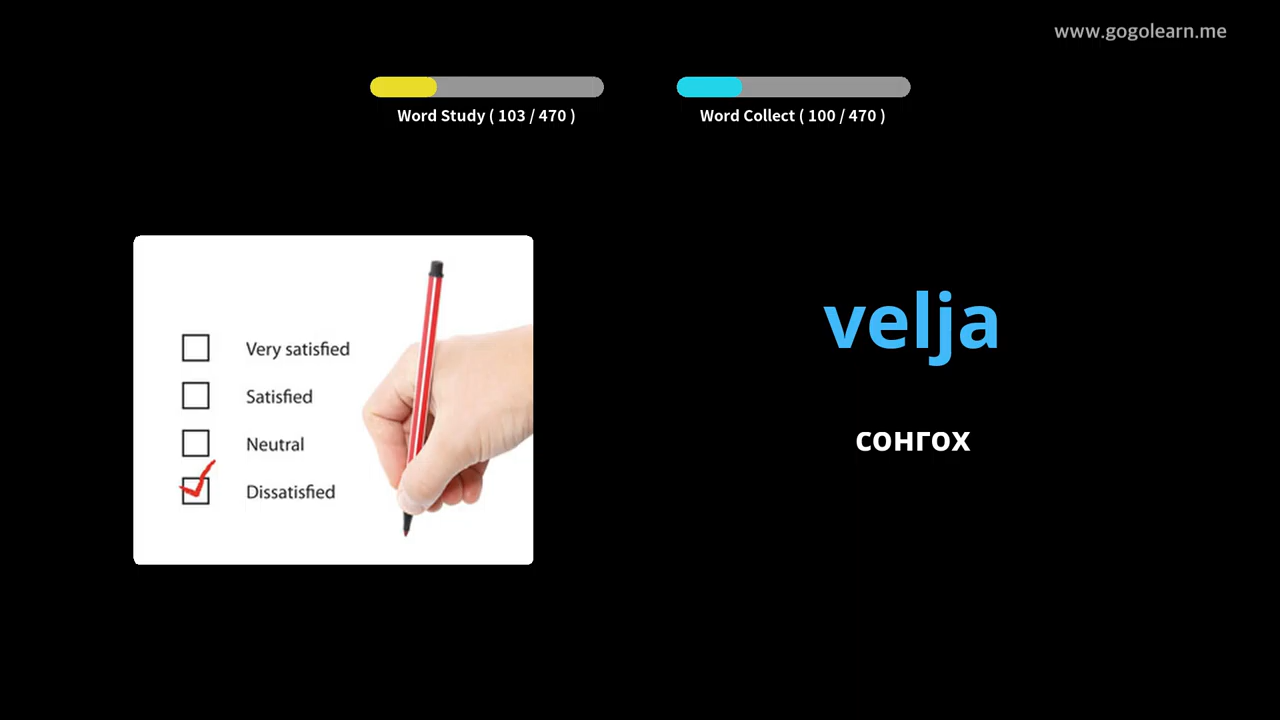 www.gogolearn.me
Word Study ( 103 / 470 )
Word Collect ( 100 / 470 )
Very satisfied
Satisfied
Neutral
Dissatisfied
velja
сонгох